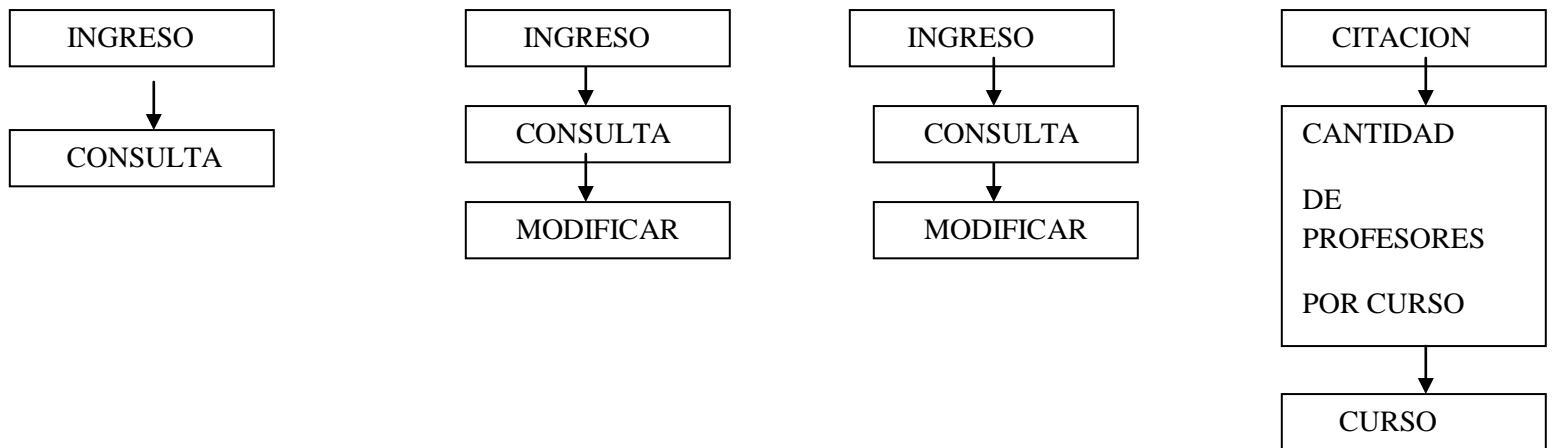 INGRESO
CONSULTA
INGRESO
CONSULTA
MODIFICAR
INGRESO
CONSULTA
MODIFICAR
CITACION
CANTIDAD
DE
PROFESORES
POR CURSO
CURSO